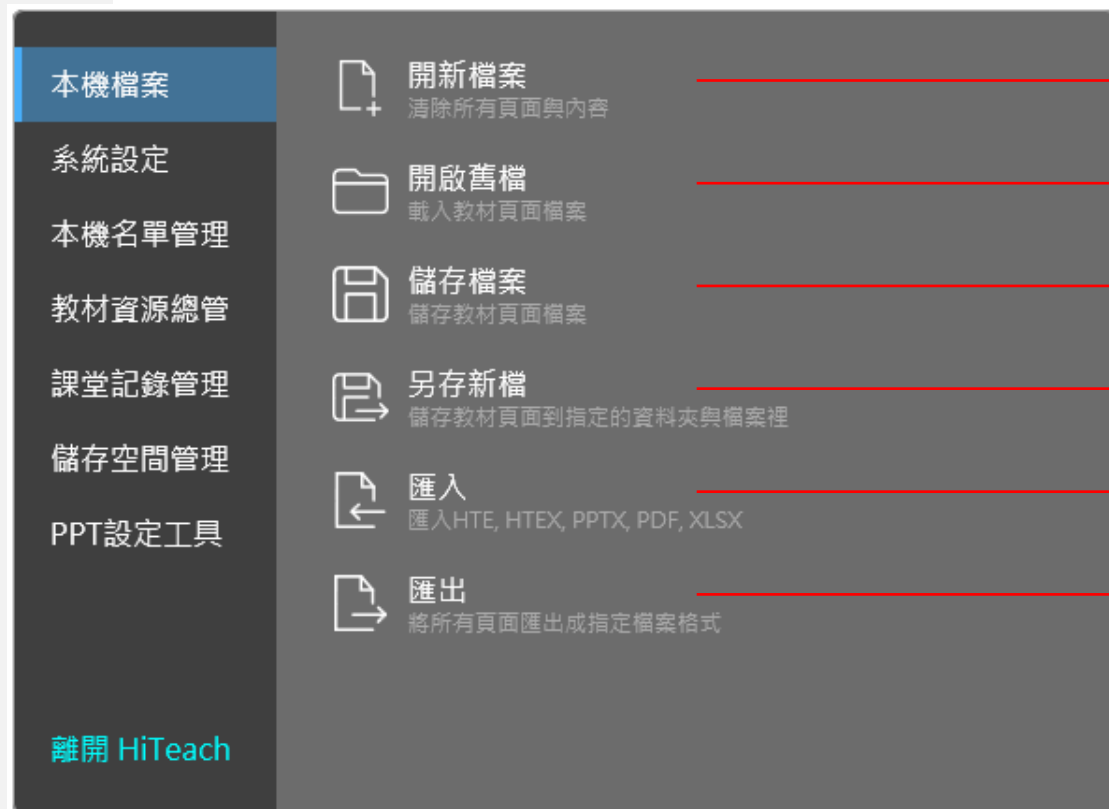 本機檔案
系統設定
本機名單管理
教材資源總管
課堂記錄管理
儲存空間管理
PPT設定工具
離開 HiTeach
開新檔案
清除所有頁面與內容
開啟舊檔
載入教材頁面檔案
儲存檔案
儲存教材頁面檔案
另存新檔
儲存教材頁面到指定的資料夾與檔案裡
匯入
匯入HTE, HTEX, PPTX, PDF, XLSX
匯出
將所有頁面匯出成指定檔案格式